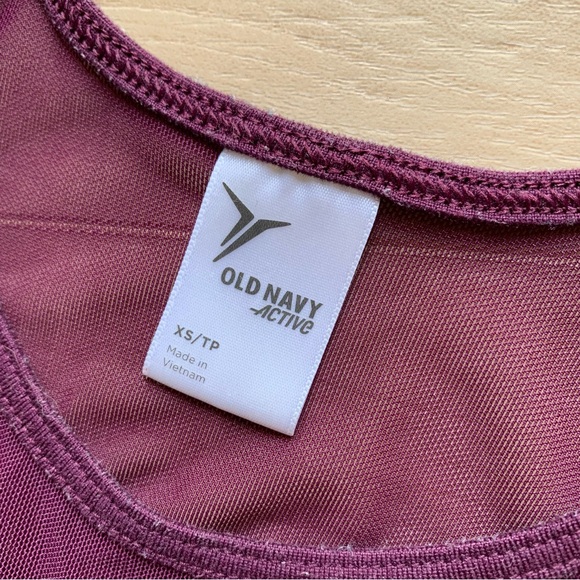 OLD NAVY
ACTIVE
XS/TP
Made in
Vietnam